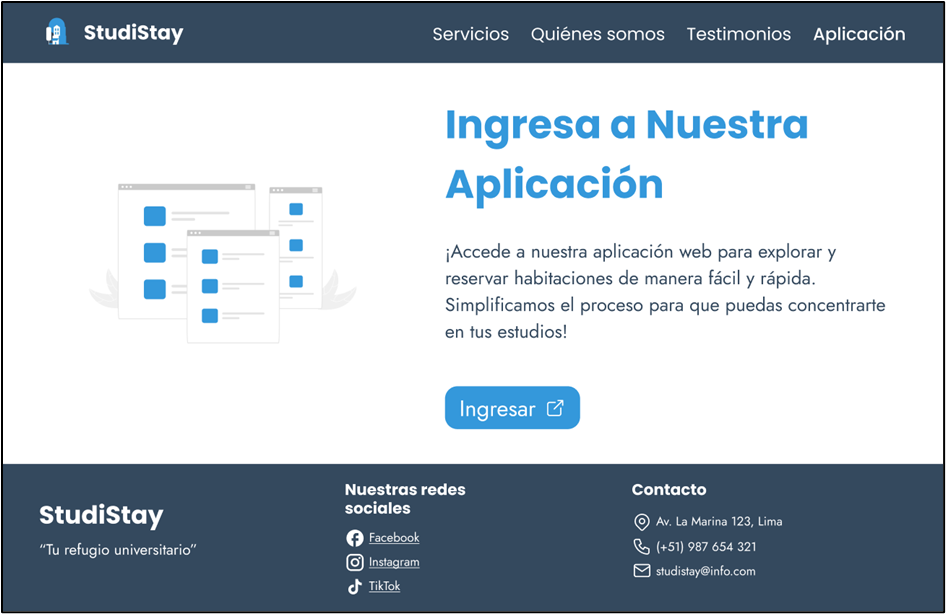 StudiStay
Servicios
Quiénes somos
Testimonios
Aplicación
Ingresa a Nuestra
Aplicación
¡Accede a nuestra aplicación web para explorar y
reservar habitaciones de manera fácil y rápida.
Simplificamos el proceso para que puedas concentrarte
en tus estudios!
Ingresar
StudiStay
“Tu refugio universitario”
Nuestras redes
sociales
Facebook
Instagram
TikTok
Contacto
Av. La Marina 123, Lima
(+51) 987 654 321
studistay@info.com